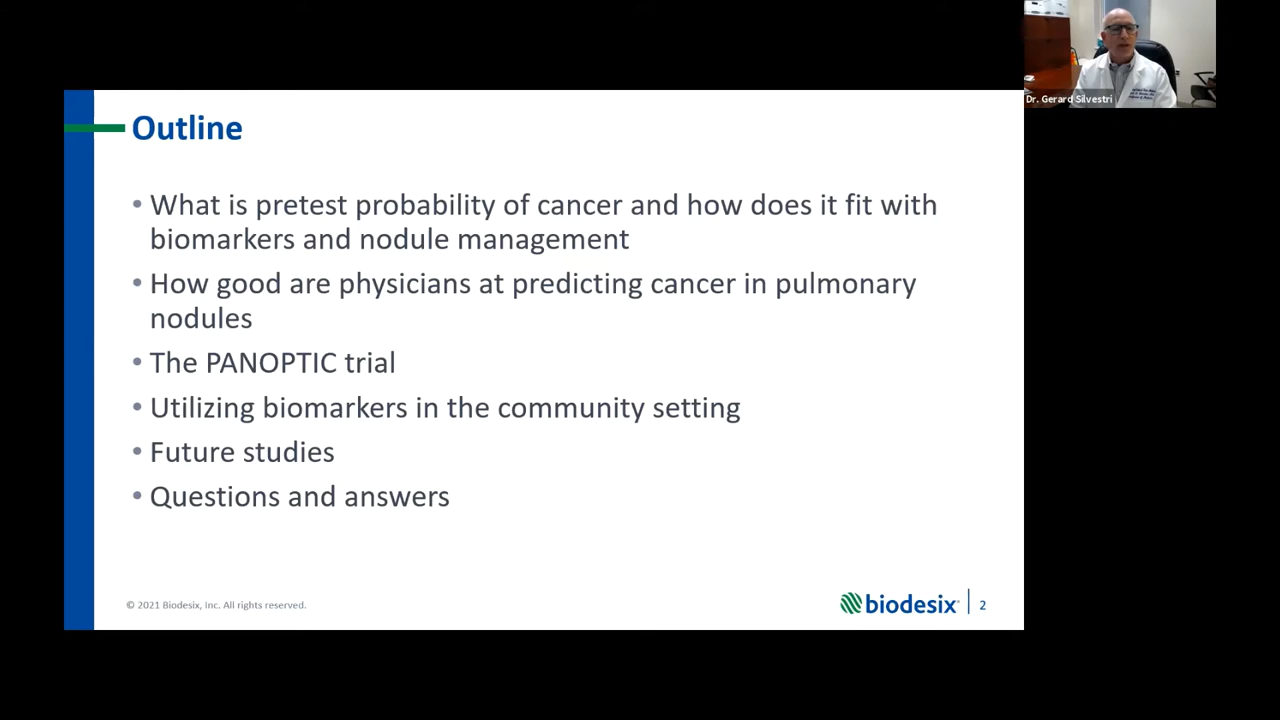 Dr. Gerard Silvestri
Outline
• What is pretest probability of cancer and how does it fit with
biomarkers and nodule management
• How good are physicians at predicting cancer in pulmonary
nodules
• The PANOPTIC trial
• Utilizing biomarkers in the community setting
• Future studies
• Questions and answers
© 2021 Biodesix, Inc. All rights reserved.
biodesix
2